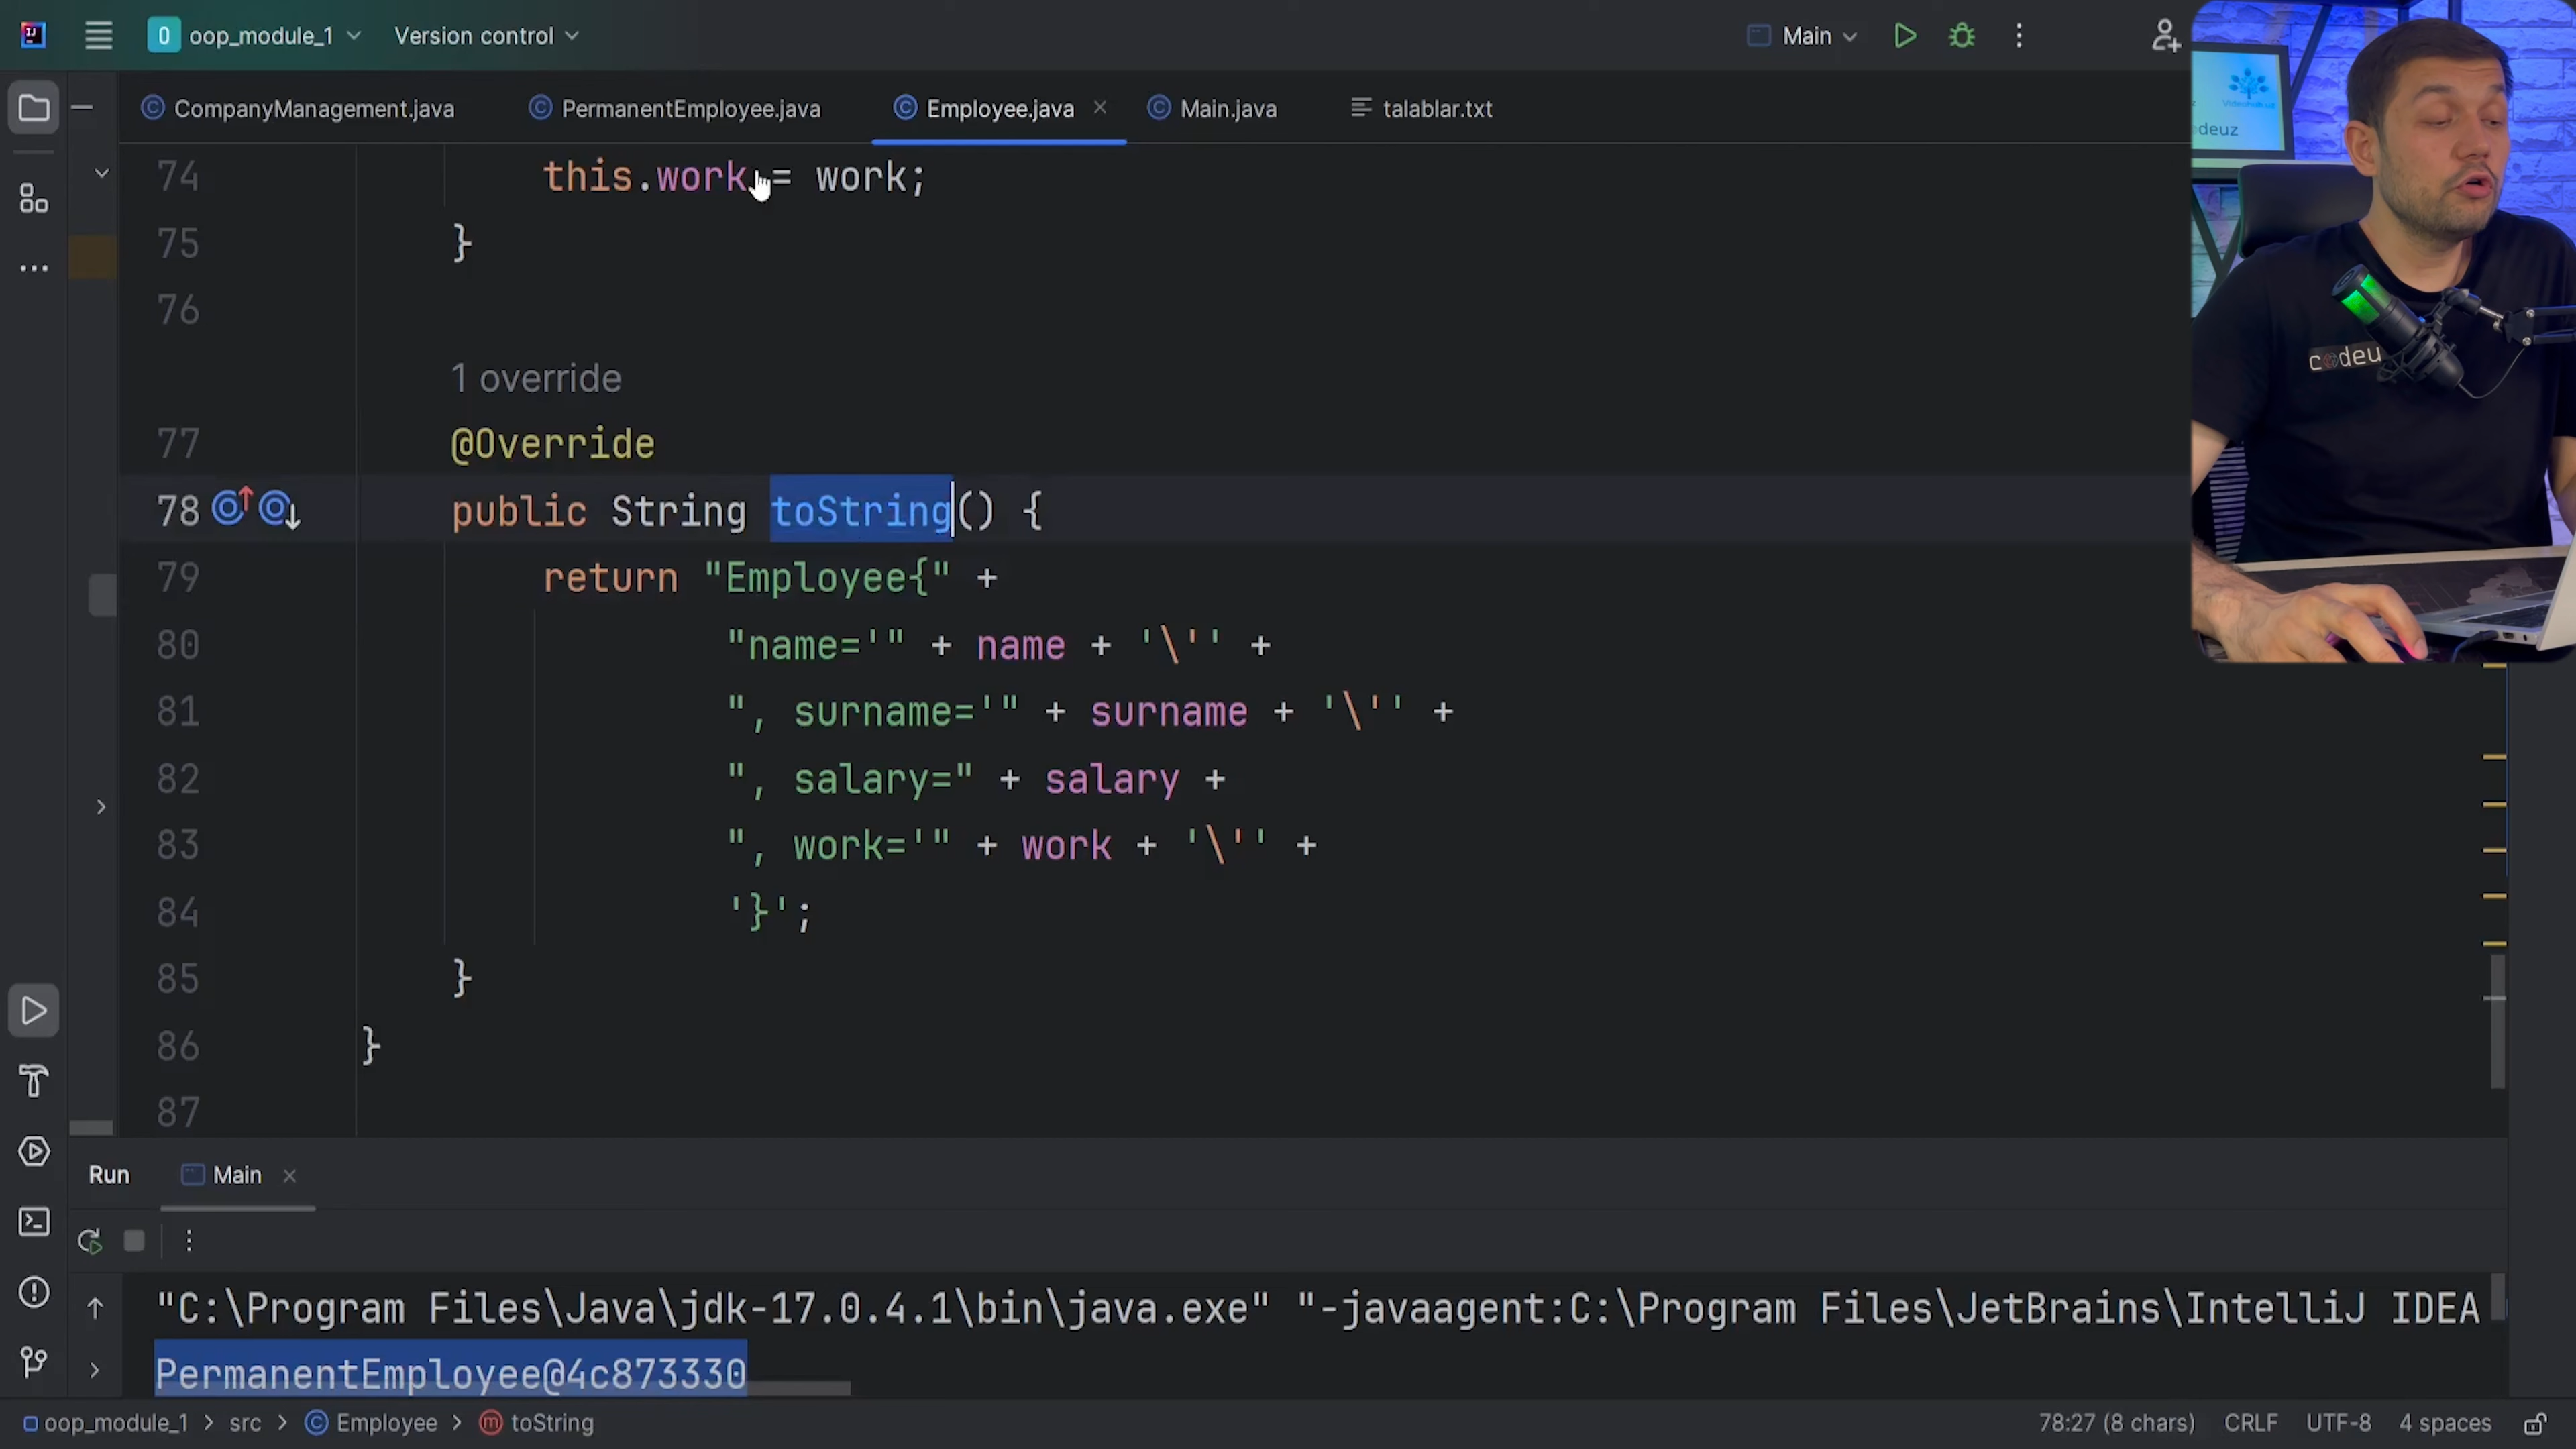 oop_module_1
Version control
Main
CompanyManagement.java
PermanentEmployee.java
Employee.java
Main.java
talablar.txt
deuz
codeu
74 this.work = work;
75 }
76
1 override
77 @Override
78 public String toString() {
79 return "Employee{" +
80 "name='" + name + '\'' +
81 ", surname='" + surname + '\'' +
82 ", salary=" + salary +
83 ", work='" + work + '\'' +
84 '}';
85 }
86 }
87
Run
Main
"C:\Program Files\Java\jdk-17.0.4.1\bin\java.exe" "-javaagent:C:\Program Files\JetBrains\IntelliJ IDEA
PermanentEmployee@4c873330
oop_module_1 > src > Employee > toString
78:27 (8 chars) CRLF UTF-8 4 spaces